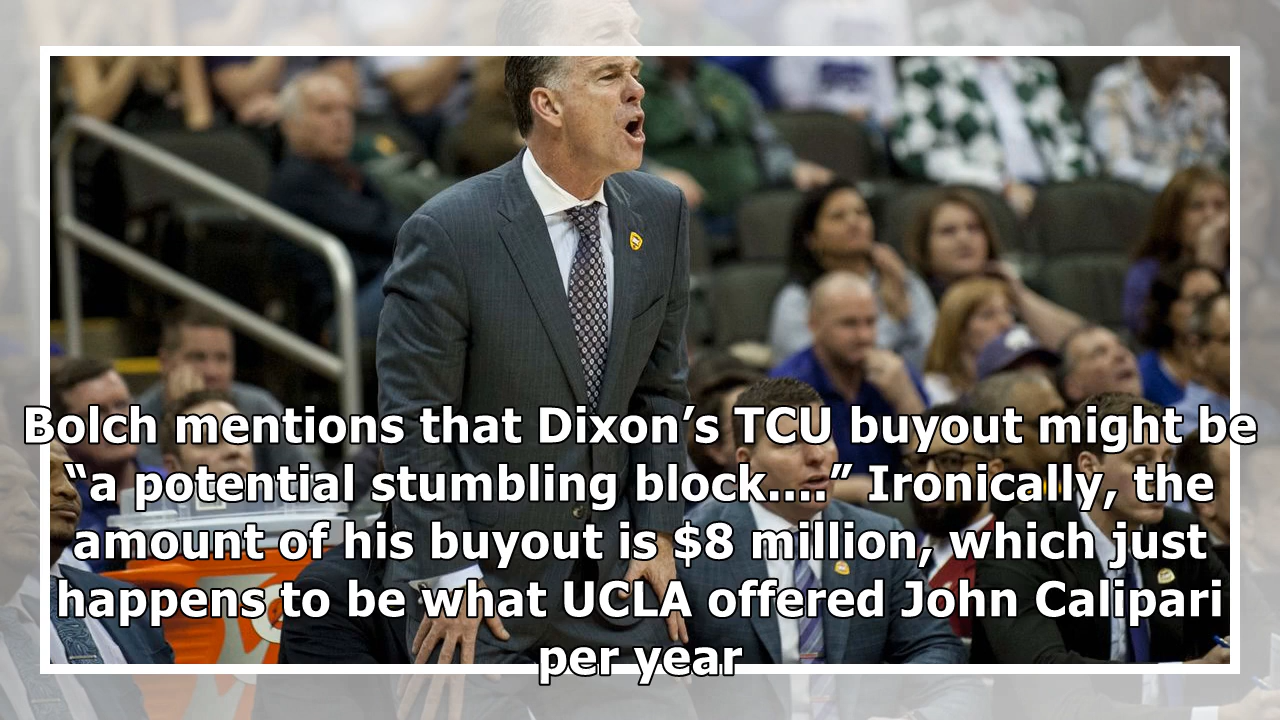 Bolch mentions that Dixon’s TCU buyout might be
“a potential stumbling block....” Ironically, the
amount of his buyout is $8 million, which just
happens to be what UCLA offered John Calipari
per year